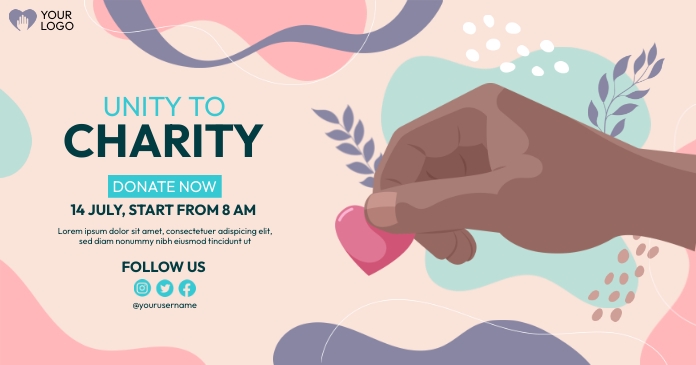 YOUR
LOGO
UNITY TO
CHARITY
DONATE NOW
14 JULY, START FROM 8 AM
Lorem ipsum dolor sit amet, consectetuer adipiscing elit,
sed diam nonummy nibh eiusmod tincidunt ut
FOLLOW US
@yourusername